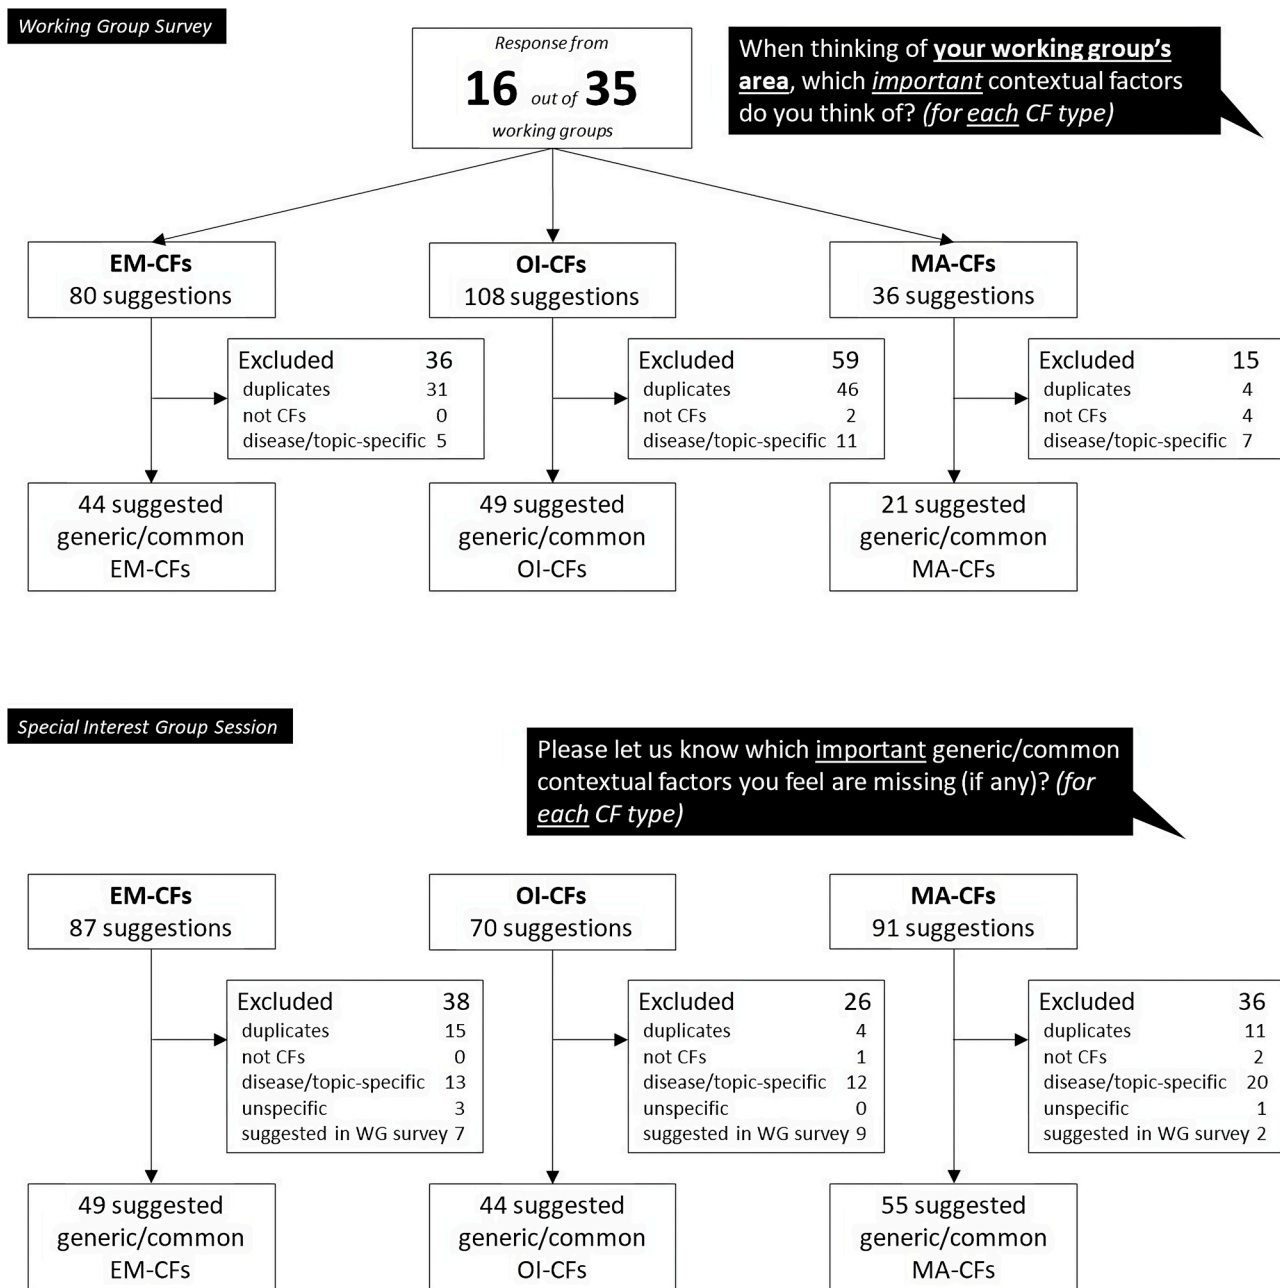 Working Group Survey
Response from
16 out of 35
working groups
When thinking of your working group's
area, which important contextual factors
do you think of? (for each CF type)
EM-CFs
80 suggestions
OI-CFs
108 suggestions
MA-CFs
36 suggestions
Excluded 36
duplicates 31
not CFs 0
disease/topic-specific 5
Excluded 59
duplicates 46
not CFs 2
disease/topic-specific 11
Excluded 15
duplicates 4
not CFs 4
disease/topic-specific 7
44 suggested
generic/common
EM-CFs
49 suggested
generic/common
OI-CFs
21 suggested
generic/common
MA-CFs
Special Interest Group Session
Please let us know which important generic/common
contextual factors you feel are missing (if any)? (for
each CF type)
EM-CFs
87 suggestions
OI-CFs
70 suggestions
MA-CFs
91 suggestions
Excluded 38
duplicates 15
not CFs 0
disease/topic-specific 13
unspecific 3
suggested in WG survey 7
Excluded 26
duplicates 4
not CFs 1
disease/topic-specific 12
unspecific 0
suggested in WG survey 9
Excluded 36
duplicates 11
not CFs 2
disease/topic-specific 20
unspecific 1
suggested in WG survey 2
49 suggested
generic/common
EM-CFs
44 suggested
generic/common
OI-CFs
55 suggested
generic/common
MA-CFs